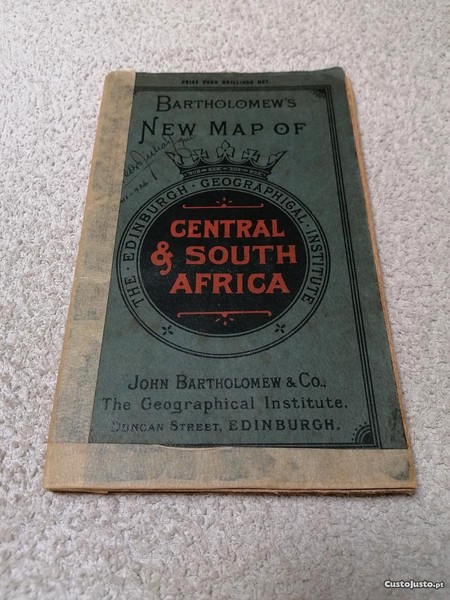 PRICE FOUR SHILLINGS NET.
BARTHOLOMEW'S
NEW MAP OF
THE · EDINBURGH · GEOGRAPHICAL · INSTITUTE
CENTRAL
& SOUTH
AFRICA
JOHN BARTHOLOMEW & Co.,
The Geographical Institute.
DUNCAN STREET, EDINBURGH.
© CustoJusto.pt